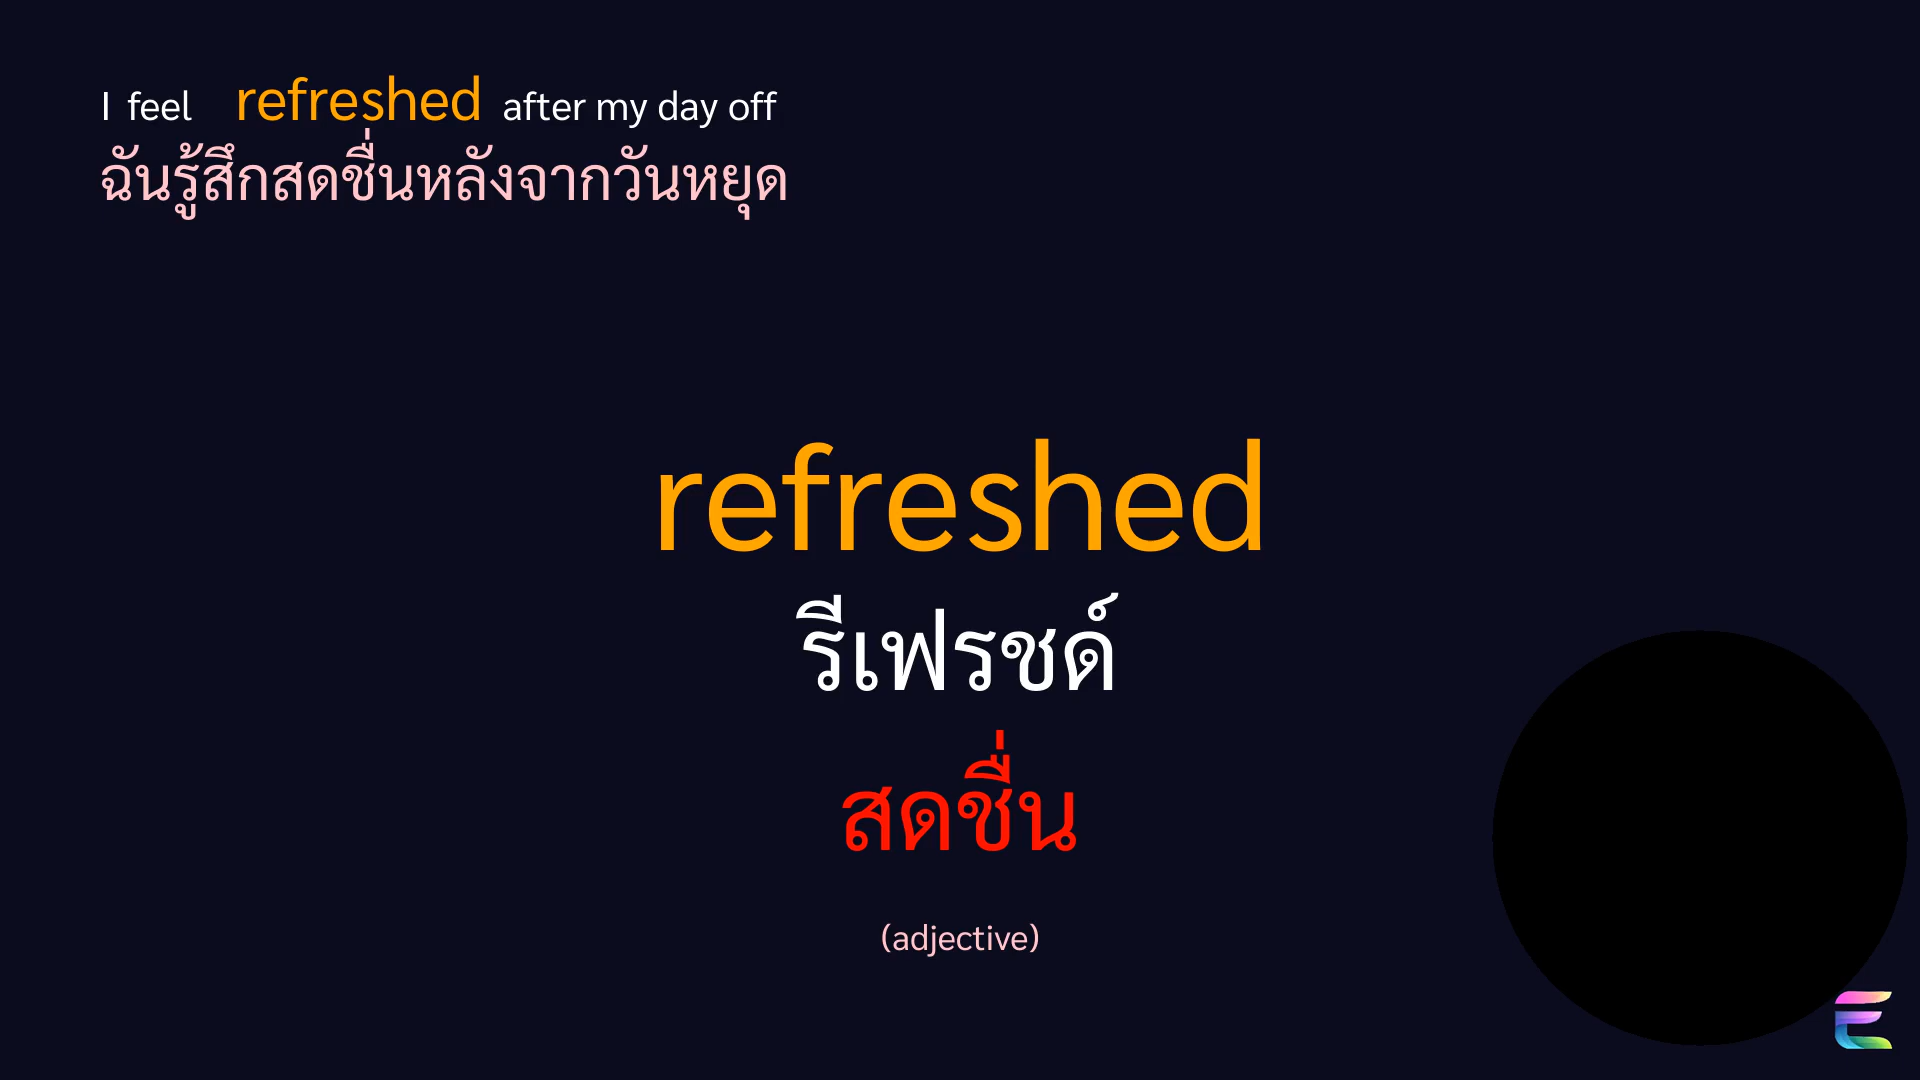 I feel refreshed after my day off
ฉันรู้สึกสดชื่นหลังจากวันหยุด
refreshed
รีเฟรชด์
สดชื่น
(adjective)